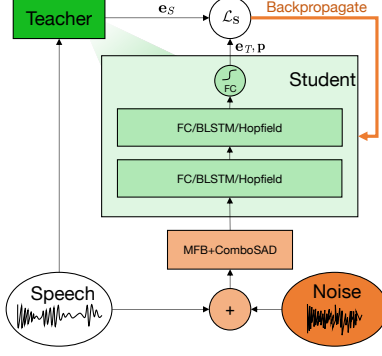 Teacher
e_S
ℒ_S
Backpropagate
e_T, p
Student
FC
FC/BLSTM/Hopfield
FC/BLSTM/Hopfield
MFB+ComboSAD
Speech
+
Noise